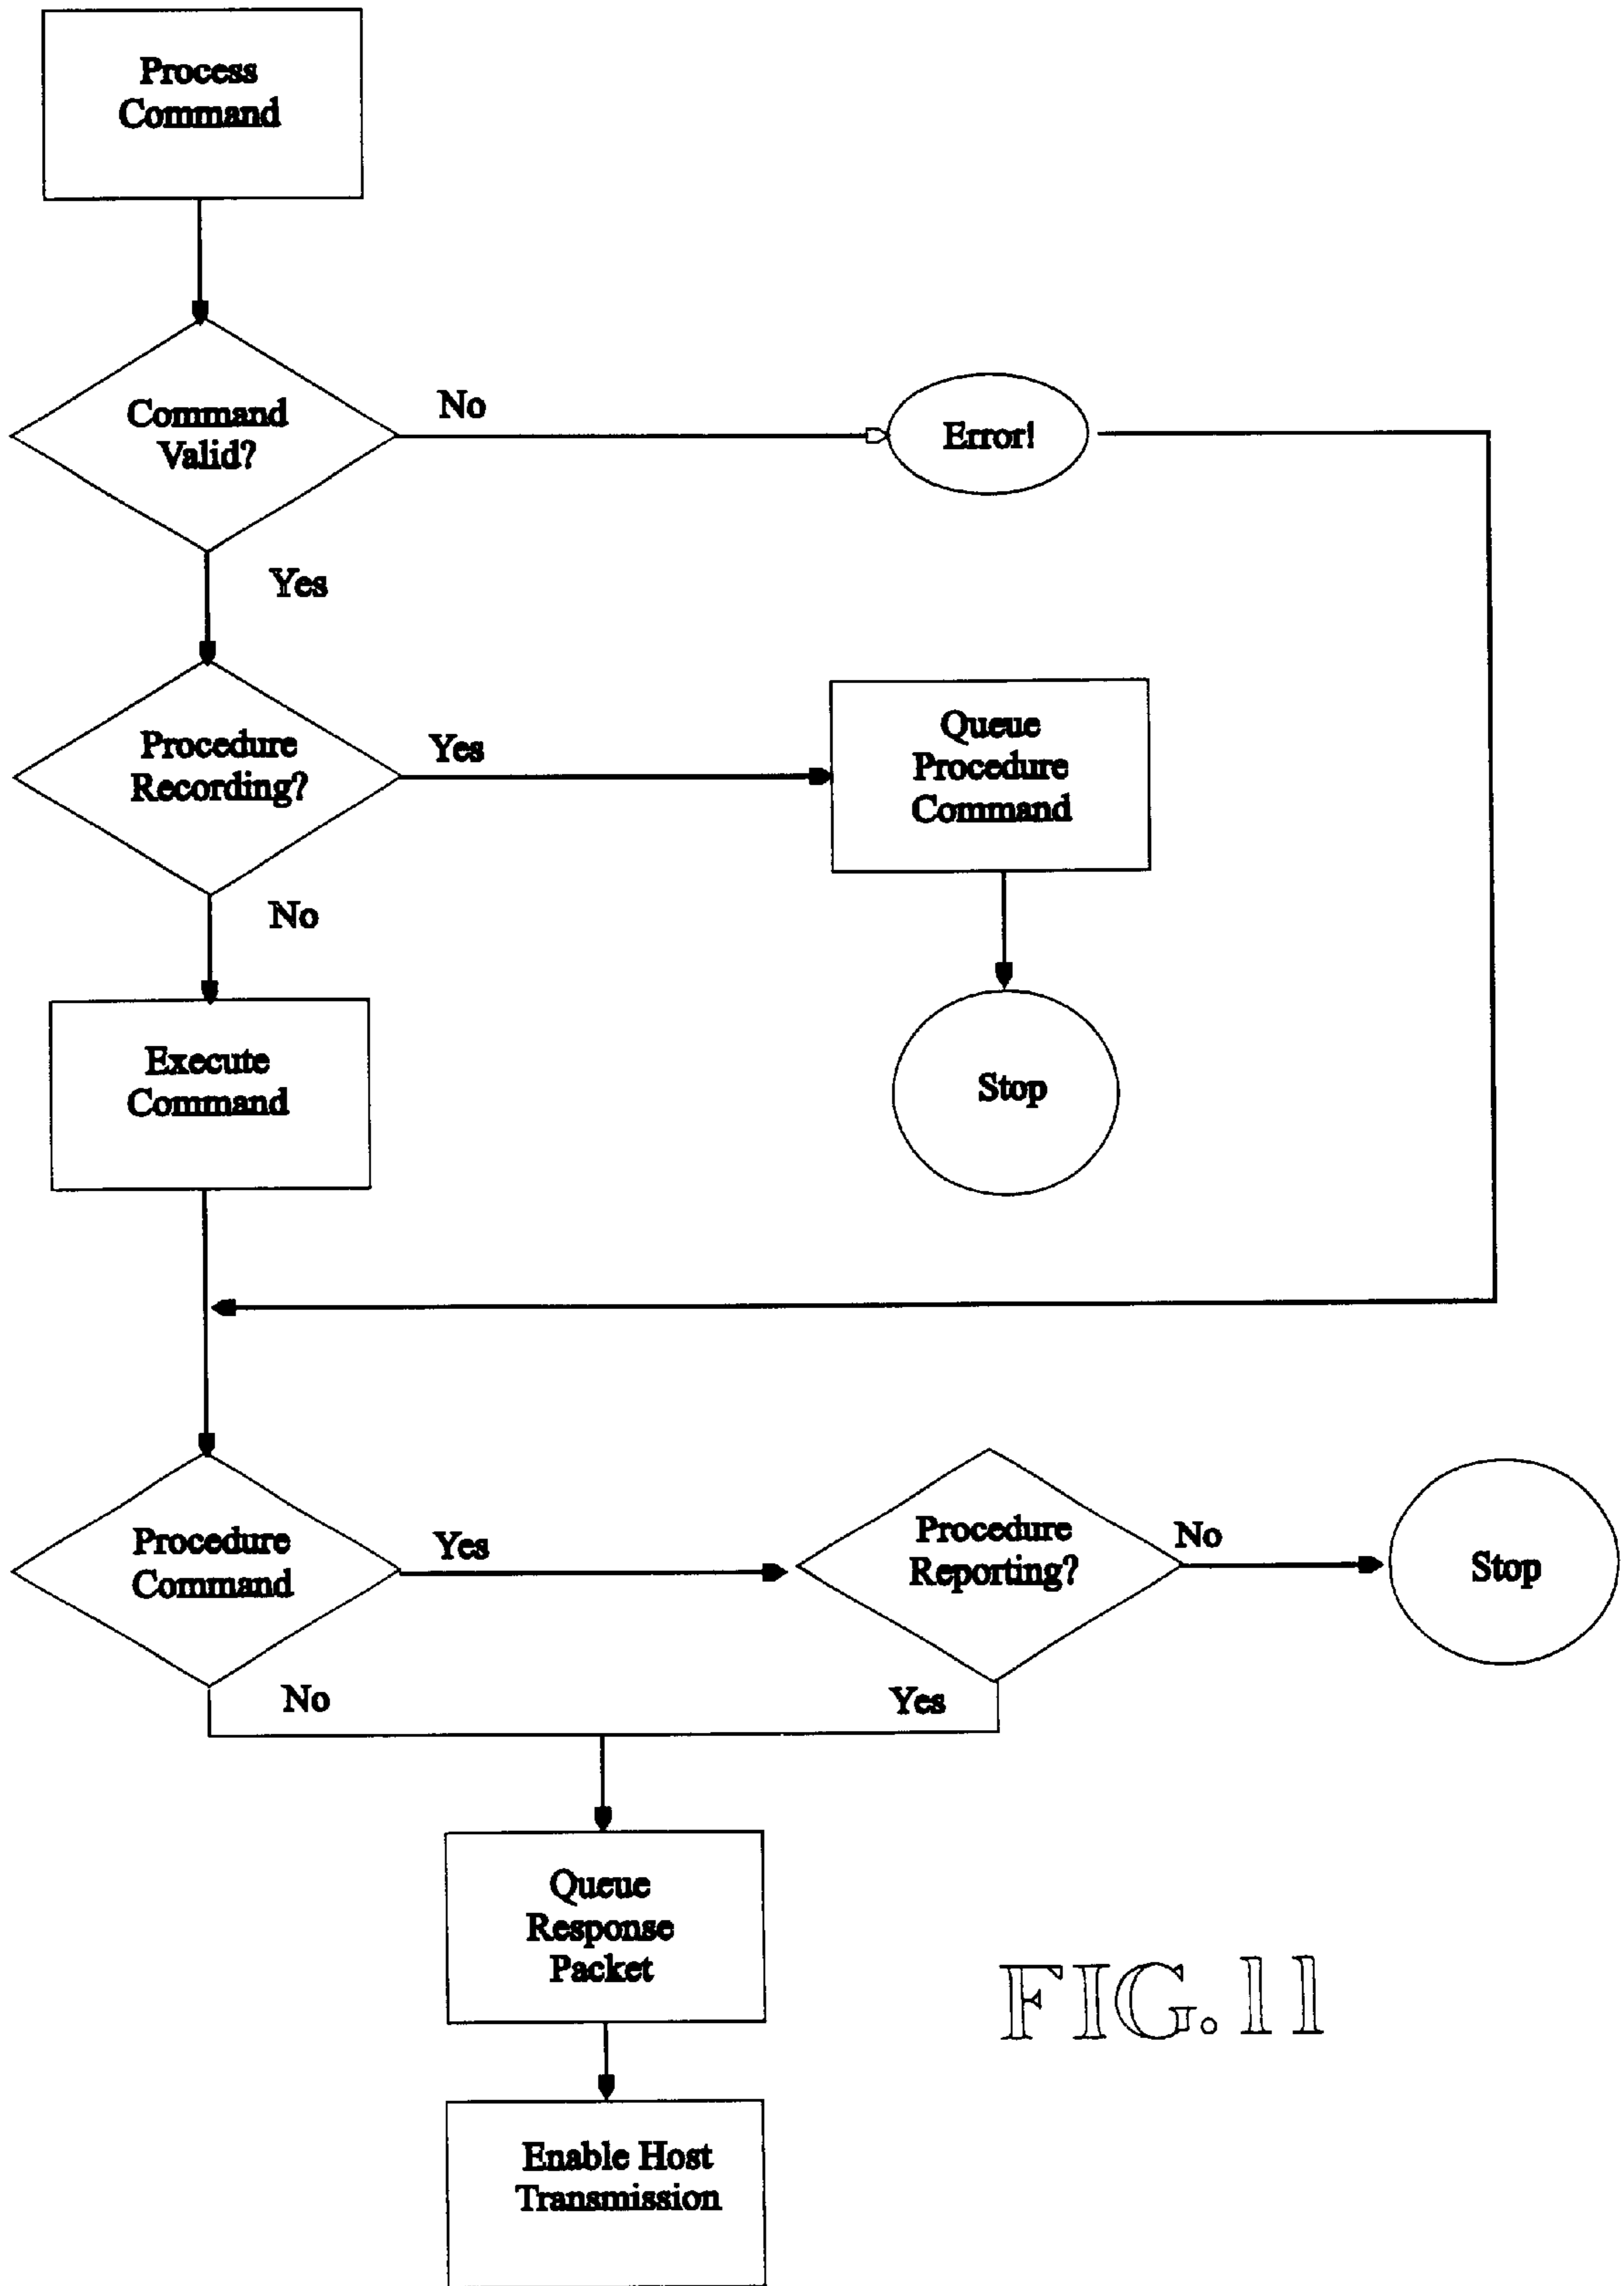 Process
Command
Command
Valid?
No
Error!
Yes
Procedure
Recording?
Yes
Queue
Procedure
Command
No
Execute
Command
Stop
Procedure
Command
Yes
Procedure
Reporting?
No
Stop
No
Yes
Queue
Response
Packet
FIG.11
Enable Host
Transmission